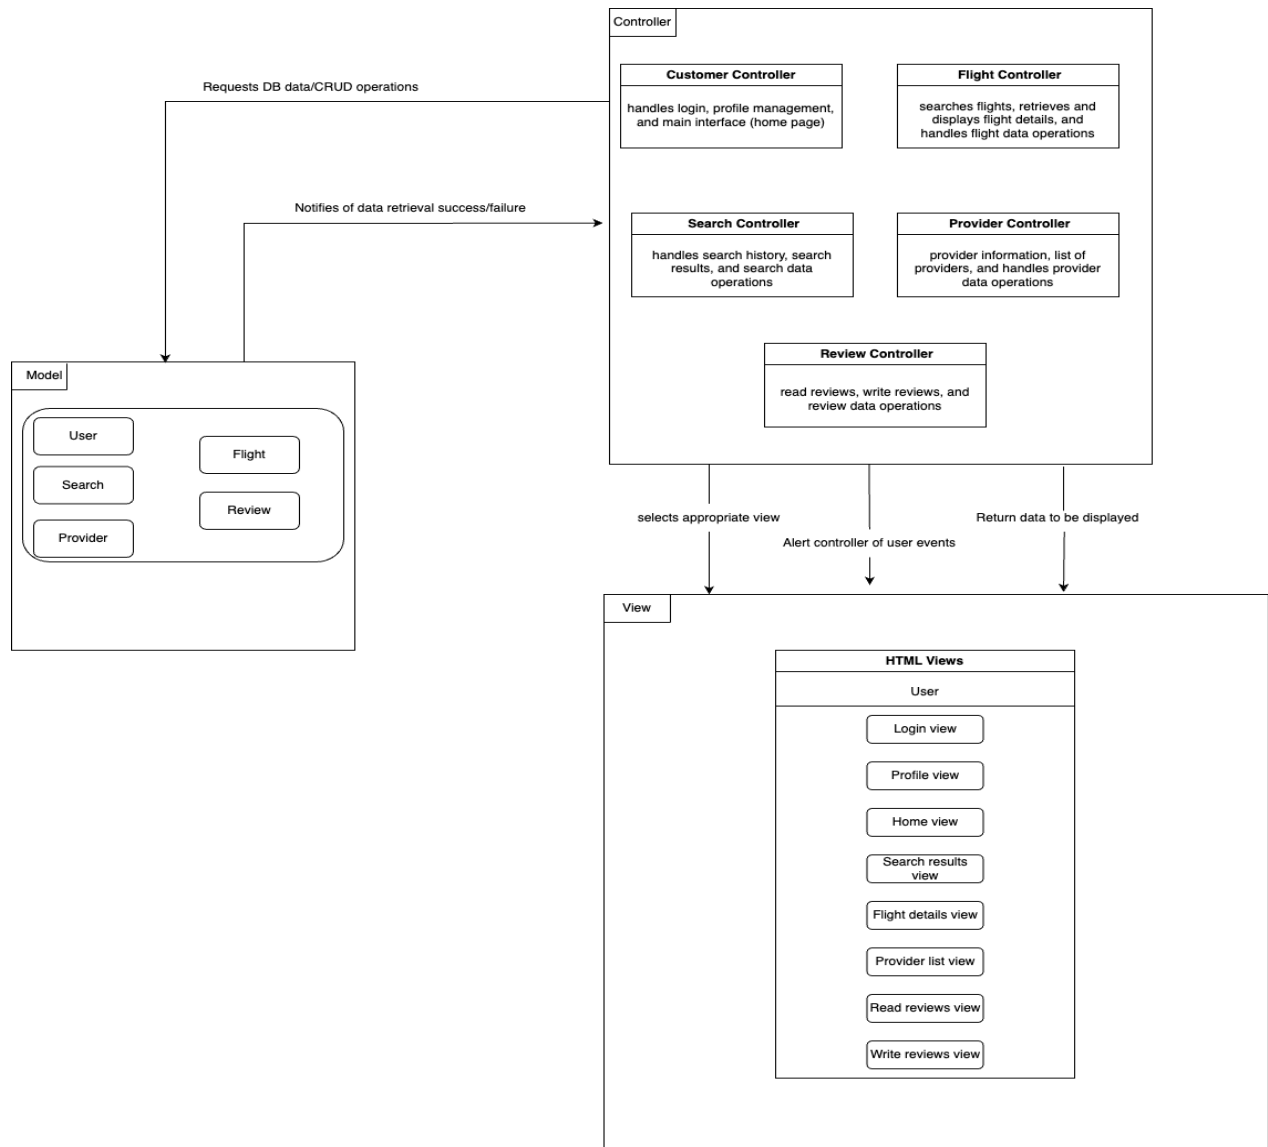 Controller
Customer Controller
handles login, profile management,
and main interface (home page)
Flight Controller
searches flights, retrieves and
displays flight details, and
handles flight data operations
Requests DB data/CRUD operations
Notifies of data retrieval success/failure
Search Controller
handles search history, search
results, and search data
operations
Provider Controller
provider information, list of
providers, and handles provider
data operations
Review Controller
read reviews, write reviews, and
review data operations
Model
User
Search
Provider
Flight
Review
selects appropriate view
Alert controller of user events
Return data to be displayed
View
HTML Views
User
Login view
Profile view
Home view
Search results
view
Flight details view
Provider list view
Read reviews view
Write reviews view